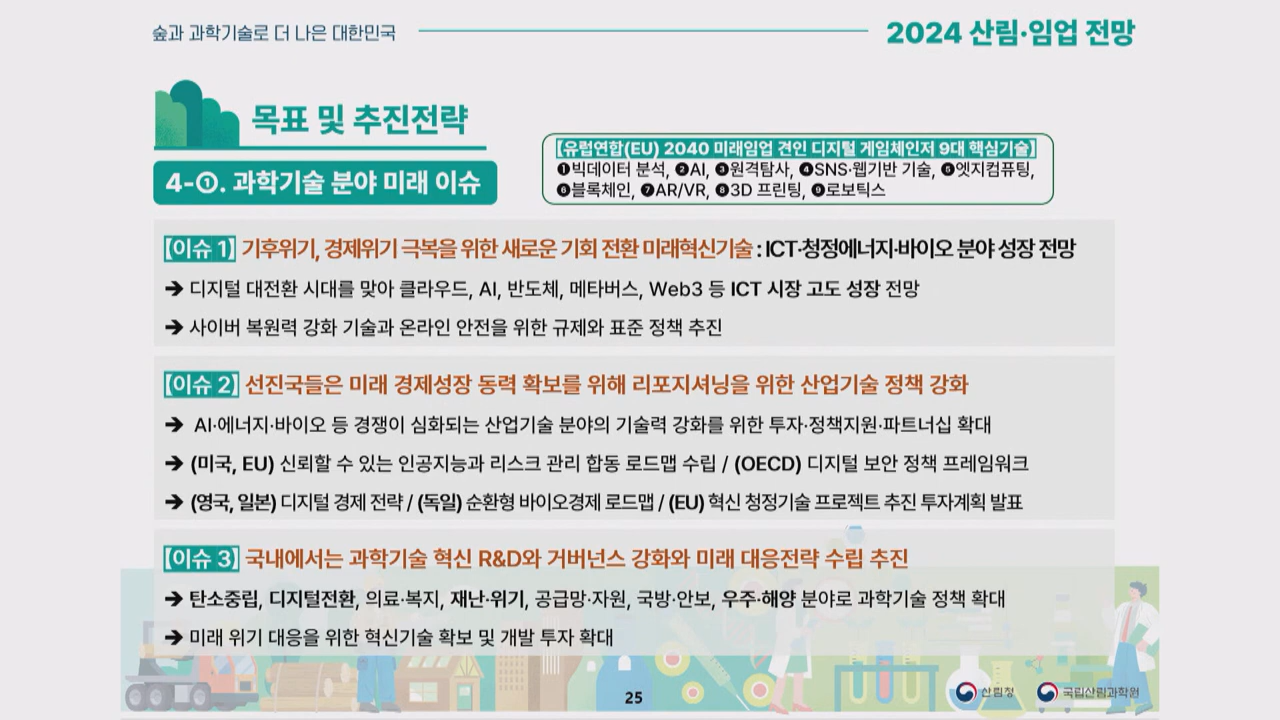 숲과 과학기술로 더 나은 대한민국
2024 산림·임업 전망
목표 및 추진전략
4-①. 과학기술 분야 미래 이슈
【유럽연합(EU) 2040 미래임업 견인 디지털 게임체인저 9대 핵심기술】
❶빅데이터 분석, ❷AI, ❸원격탐사, ❹SNS·웹기반 기술, ❺엣지컴퓨팅,
❻블록체인, ❼AR/VR, ❽3D 프린팅, ❾로보틱스
【이슈 1】 기후위기, 경제위기 극복을 위한 새로운 기회 전환 미래혁신기술 : ICT·청정에너지·바이오 분야 성장 전망
➔ 디지털 대전환 시대를 맞아 클라우드, AI, 반도체, 메타버스, Web3 등 ICT 시장 고도 성장 전망
➔ 사이버 복원력 강화 기술과 온라인 안전을 위한 규제와 표준 정책 추진
【이슈 2】 선진국들은 미래 경제성장 동력 확보를 위해 리포지셔닝을 위한 산업기술 정책 강화
➔ AI·에너지·바이오 등 경쟁이 심화되는 산업기술 분야의 기술력 강화를 위한 투자·정책지원·파트너십 확대
➔ (미국, EU) 신뢰할 수 있는 인공지능과 리스크 관리 합동 로드맵 수립 / (OECD) 디지털 보안 정책 프레임워크
➔ (영국, 일본) 디지털 경제 전략 / (독일) 순환형 바이오경제 로드맵 / (EU) 혁신 청정기술 프로젝트 추진 투자계획 발표
【이슈 3】 국내에서는 과학기술 혁신 R&D와 거버넌스 강화와 미래 대응전략 수립 추진
➔ 탄소중립, 디지털전환, 의료·복지, 재난·위기, 공급망·자원, 국방·안보, 우주·해양 분야로 과학기술 정책 확대
➔ 미래 위기 대응을 위한 혁신기술 확보 및 개발 투자 확대
25
산림청
국립산림과학원